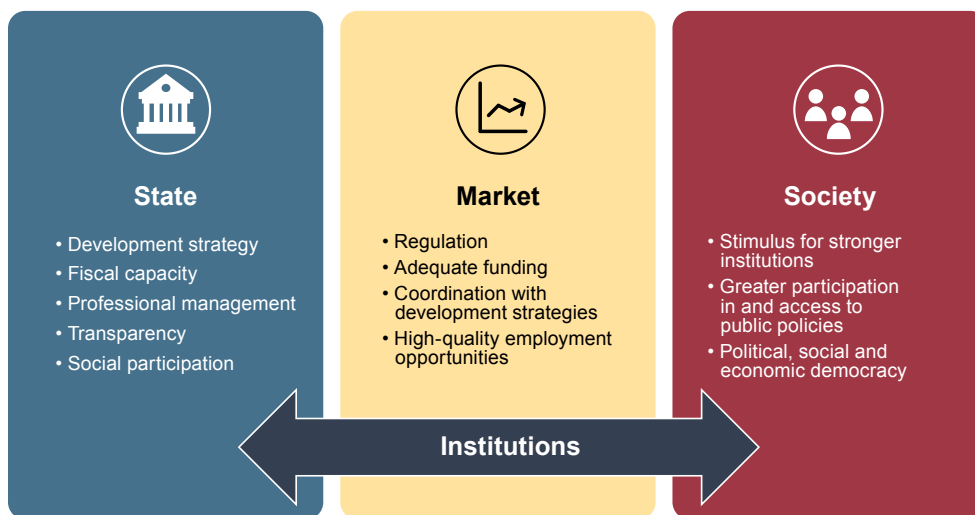 State
• Development strategy
• Fiscal capacity
• Professional management
• Transparency
• Social participation
Market
• Regulation
• Adequate funding
• Coordination with
development strategies
• High-quality employment
opportunities
Society
• Stimulus for stronger
institutions
• Greater participation
in and access to
public policies
• Political, social and
economic democracy
Institutions